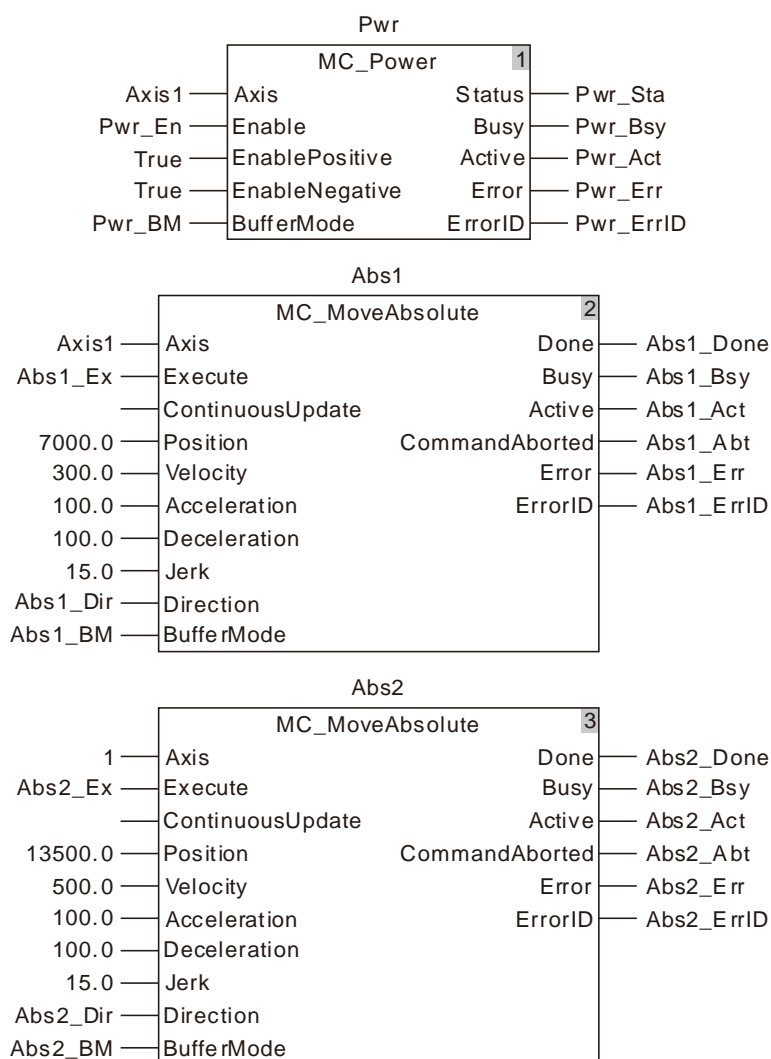 Pwr
MC_Power 1
Axis1 Axis Status Pwr_Sta
Pwr_En Enable Busy Pwr_Bsy
True EnablePositive Active Pwr_Act
True EnableNegative Error Pwr_Err
Pwr_BM BufferMode ErrorID Pwr_ErrID
Abs1
MC_MoveAbsolute 2
Axis1 Axis Done Abs1_Done
Abs1_Ex Execute Busy Abs1_Bsy
ContinuousUpdate Active Abs1_Act
7000.0 Position CommandAborted Abs1_Abt
300.0 Velocity Error Abs1_Err
100.0 Acceleration ErrorID Abs1_ErrID
100.0 Deceleration
15.0 Jerk
Abs1_Dir Direction
Abs1_BM BufferMode
Abs2
MC_MoveAbsolute 3
1 Axis Done Abs2_Done
Abs2_Ex Execute Busy Abs2_Bsy
ContinuousUpdate Active Abs2_Act
13500.0 Position CommandAborted Abs2_Abt
500.0 Velocity Error Abs2_Err
100.0 Acceleration ErrorID Abs2_ErrID
100.0 Deceleration
15.0 Jerk
Abs2_Dir Direction
Abs2_BM BufferMode